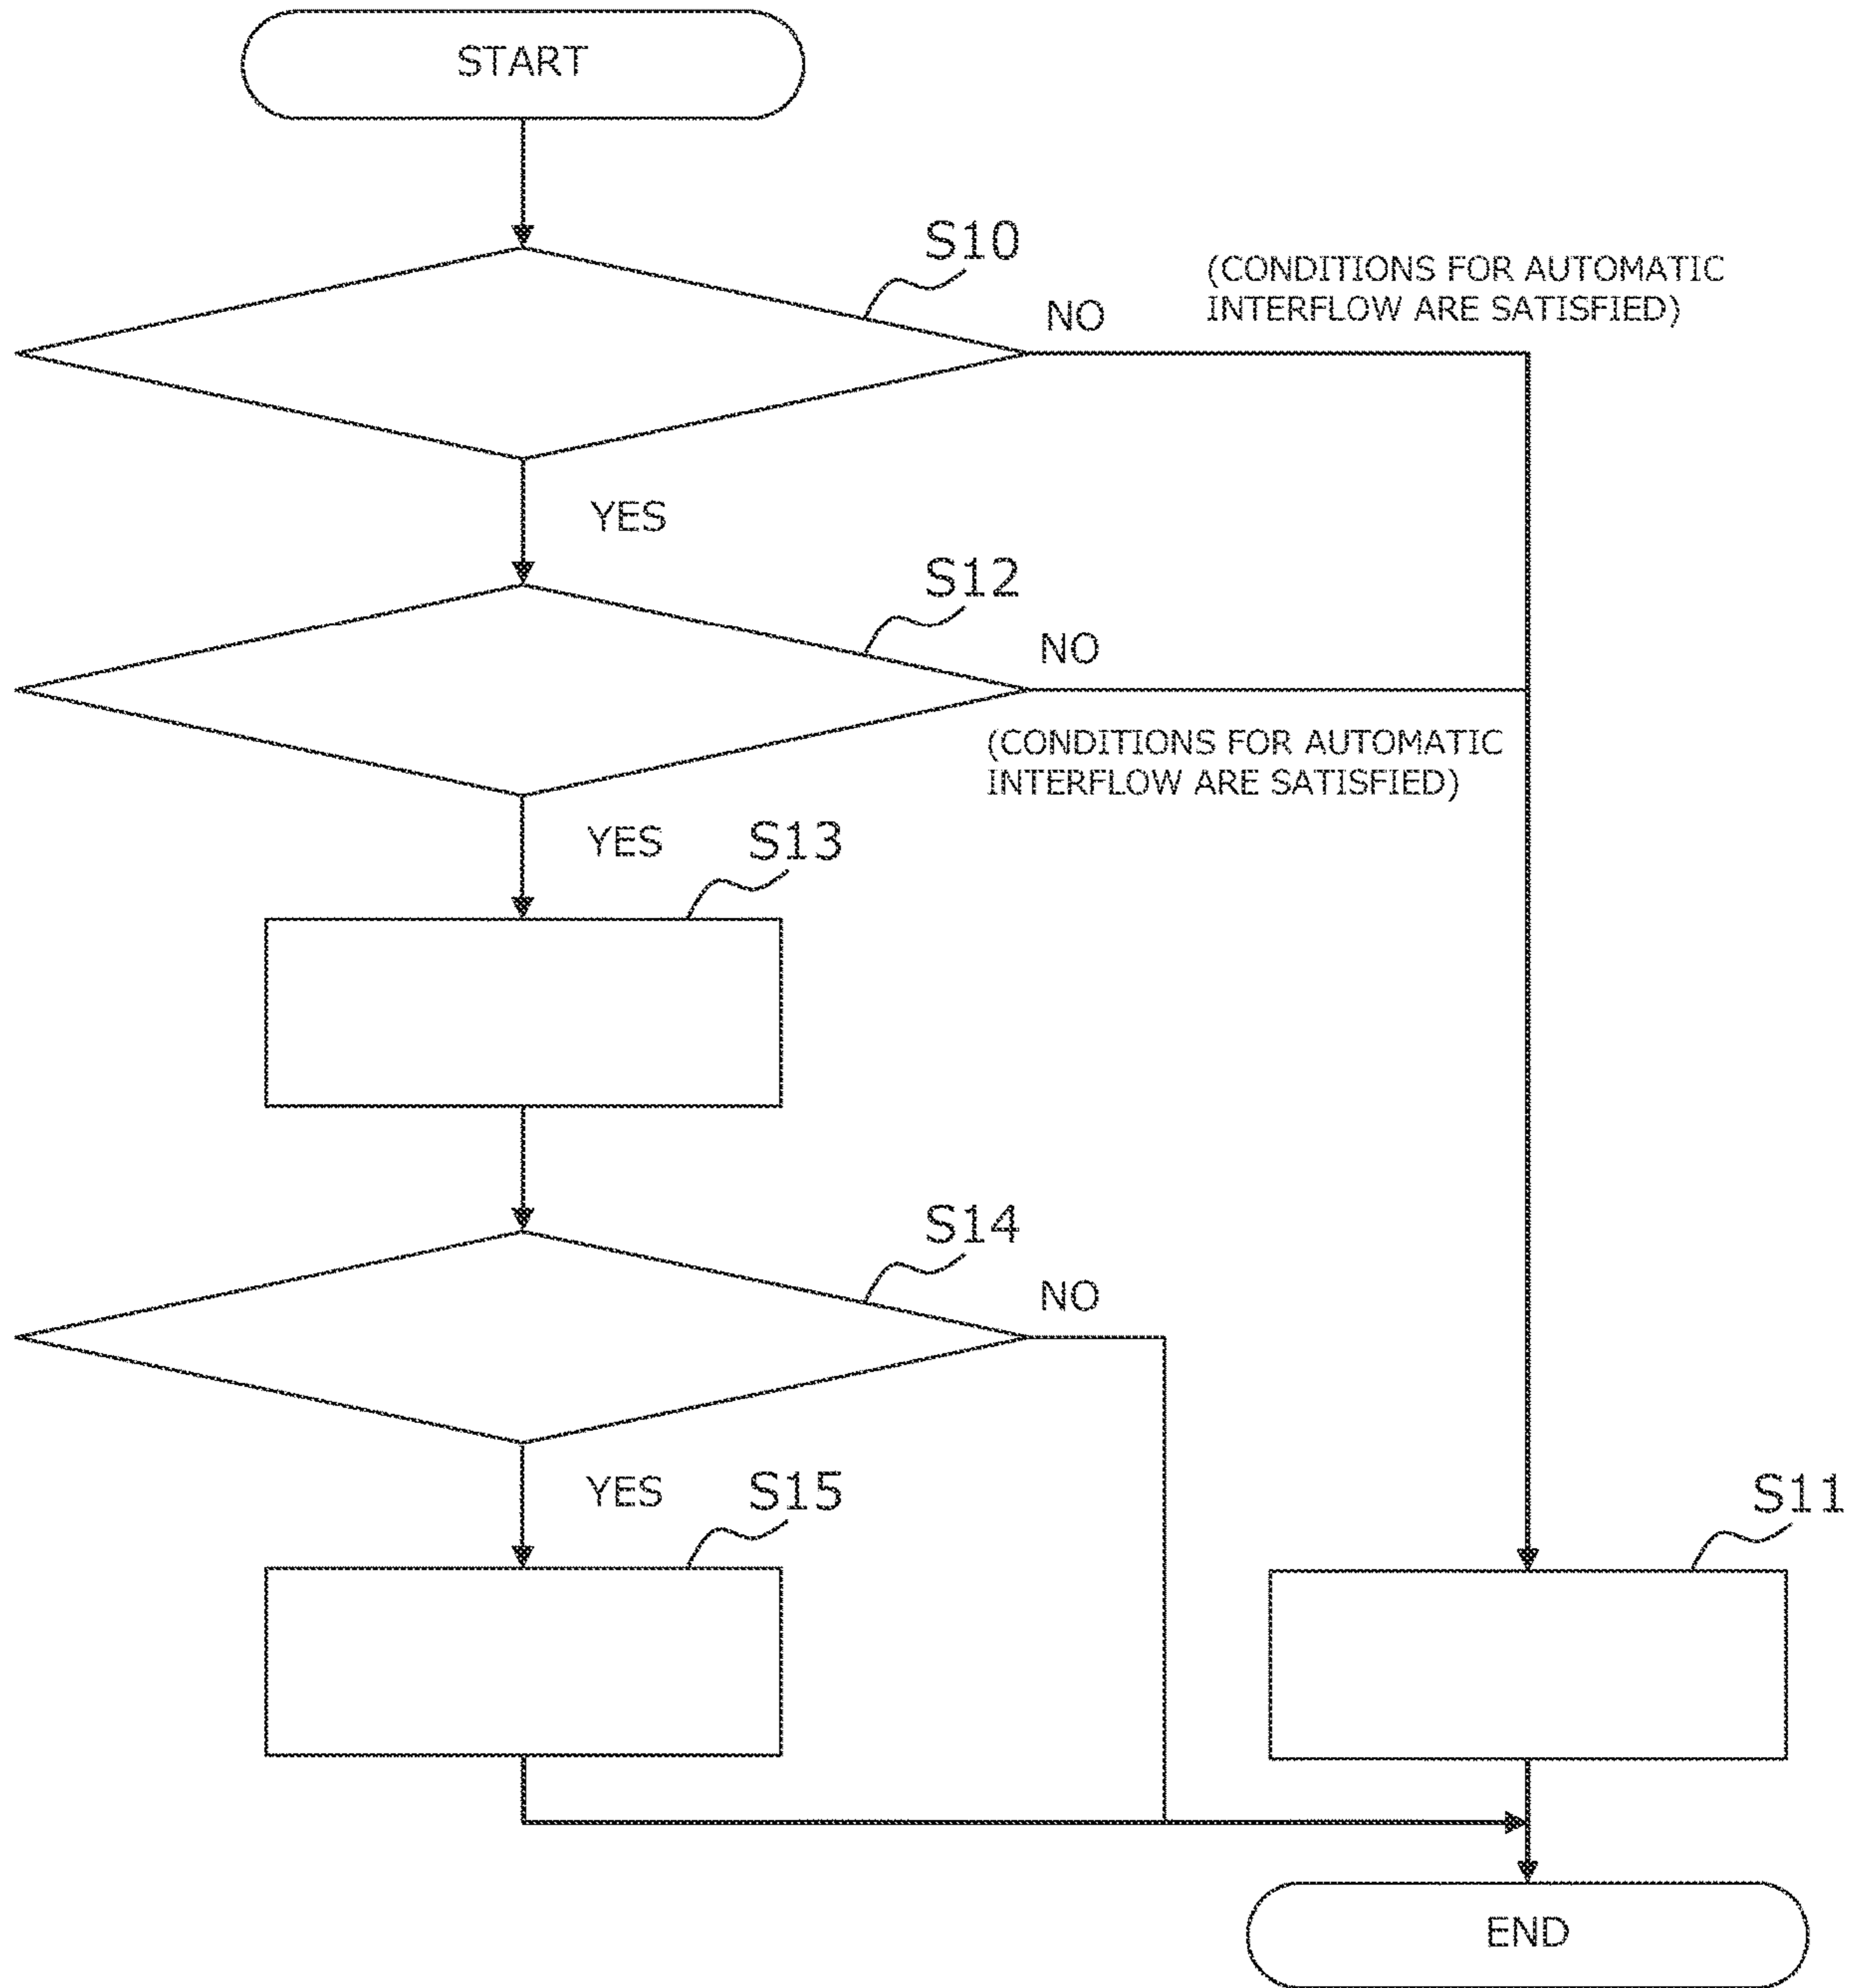 START
S10
(CONDITIONS FOR AUTOMATIC
INTERFLOW ARE SATISFIED)
NO
YES
S12
NO
(CONDITIONS FOR AUTOMATIC
INTERFLOW ARE SATISFIED)
YES
S13
S14
NO
YES
S15
S11
END